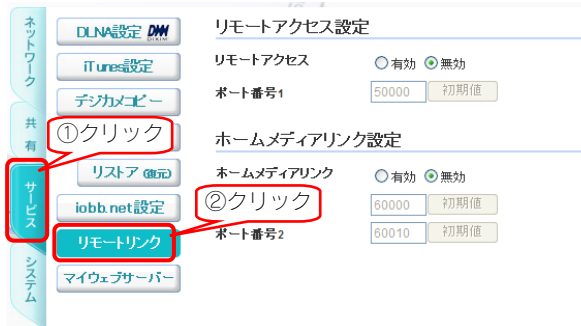 ネットワーク
共有
サービス
システム
DLNA設定 DiXiM
iTunes設定
デジカメコピー
①クリック
リストア (復元)
iobb.net設定
リモートリンク
マイウェブサーバー
②クリック
リモートアクセス設定
リモートアクセス 有効 無効
ポート番号1 50000 初期値
ホームメディアリンク設定
ホームメディアリンク 有効 無効
60000 初期値
ポート番号2 60010 初期値